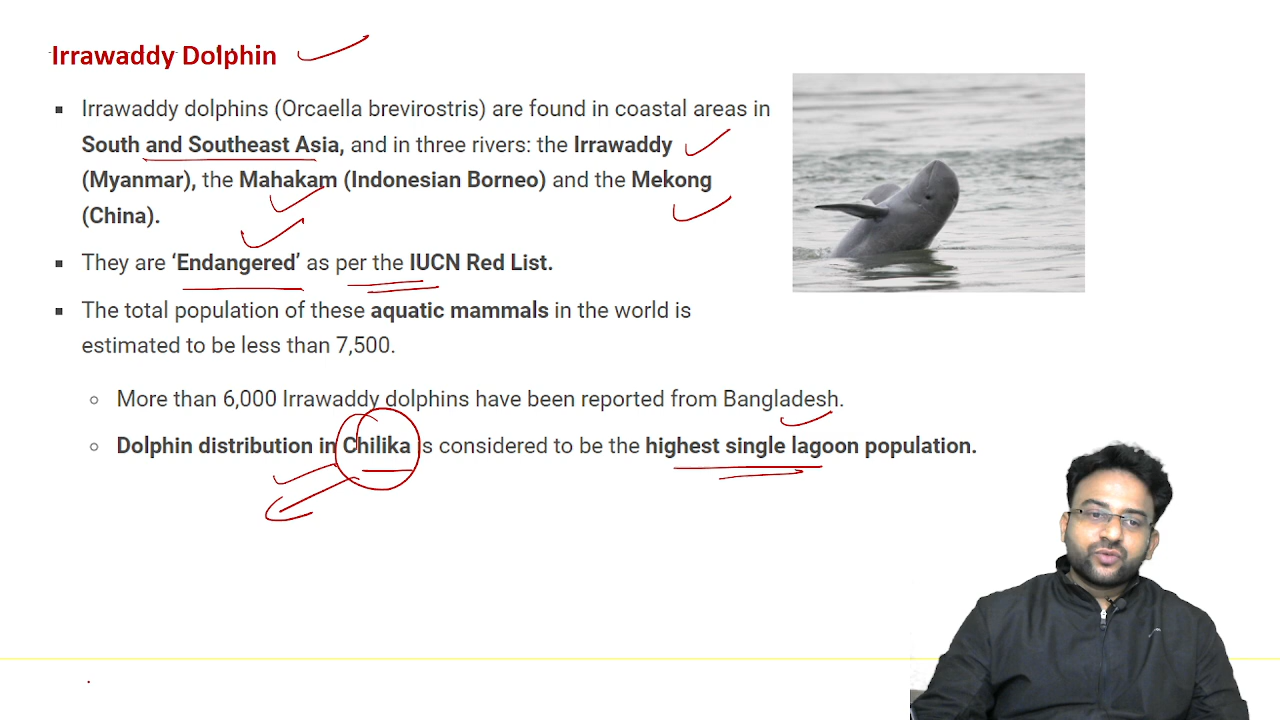 Irrawaddy Dolphin
▪ Irrawaddy dolphins (Orcaella brevirostris) are found in coastal areas in
South and Southeast Asia, and in three rivers: the Irrawaddy
(Myanmar), the Mahakam (Indonesian Borneo) and the Mekong
(China).
▪ They are ‘Endangered’ as per the IUCN Red List.
▪ The total population of these aquatic mammals in the world is
estimated to be less than 7,500.
○ More than 6,000 Irrawaddy dolphins have been reported from Bangladesh.
○ Dolphin distribution in Chilika is considered to be the highest single lagoon population.